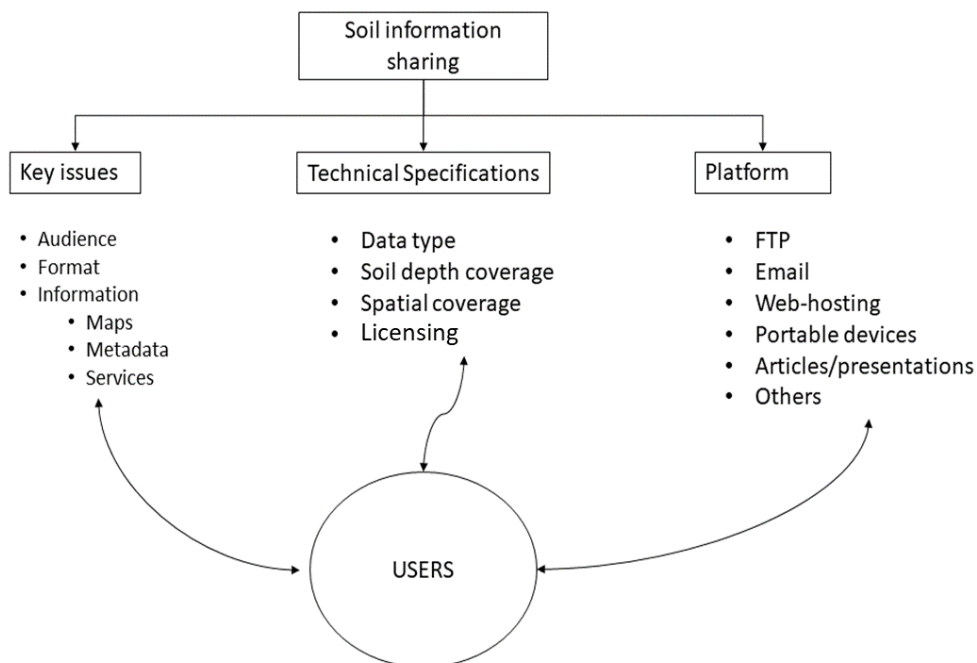 Soil information
sharing
Key issues
Technical Specifications
Platform
• Audience
• Format
• Information
• Maps
• Metadata
• Services
• Data type
• Soil depth coverage
• Spatial coverage
• Licensing
• FTP
• Email
• Web-hosting
• Portable devices
• Articles/presentations
• Others
USERS